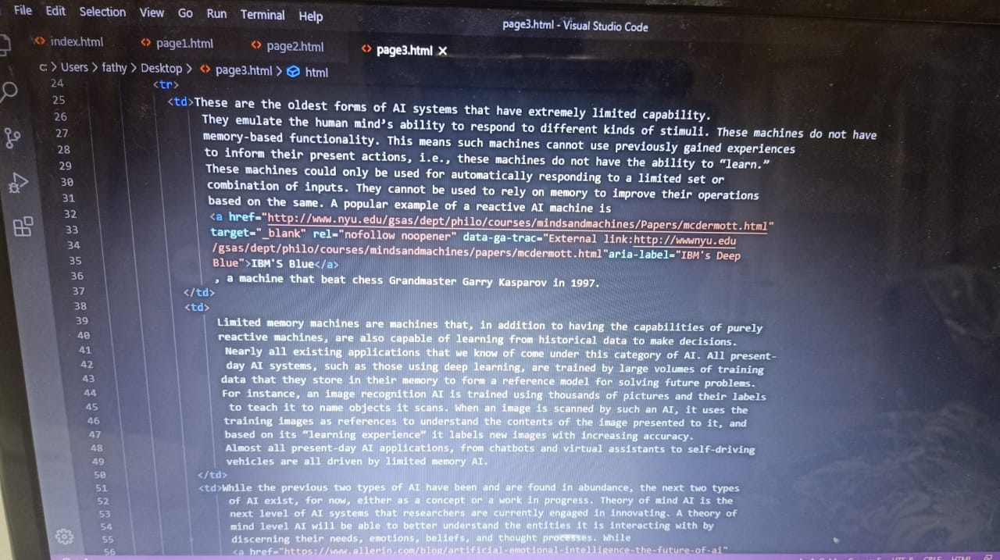 File Edit Selection View Go Run Terminal Help
page3.html - Visual Studio Code
index.html page1.html page2.html page3.html
c: > Users > fathy > Desktop > page3.html > html
24 <tr>
25 <td>These are the oldest forms of AI systems that have extremely limited capability.
26 They emulate the human mind's ability to respond to different kinds of stimuli. These machines do not have
27 memory-based functionality. This means such machines cannot use previously gained experiences
28 to inform their present actions, i.e., these machines do not have the ability to “learn.”
29 These machines could only be used for automatically responding to a limited set or
30 combination of inputs. They cannot be used to rely on memory to improve their operations
31 based on the same. A popular example of a reactive AI machine is
32 <a href="http://www.nyu.edu/gsas/dept/philo/courses/mindsandmachines/Papers/mcdermott.html"
33 target="_blank" rel="nofollow noopener" data-ga-trac="External link:http://wwwnyu.edu
34 /gsas/dept/philo/courses/mindsandmachines/papers/mcdermott.html"aria-label="IBM's Deep
35 Blue">IBM'S Blue</a>
36 , a machine that beat chess Grandmaster Garry Kasparov in 1997.
37 </td>
38 <td>
39 Limited memory machines are machines that, in addition to having the capabilities of purely
40 reactive machines, are also capable of learning from historical data to make decisions.
41 Nearly all existing applications that we know of come under this category of AI. All present-
42 day AI systems, such as those using deep learning, are trained by large volumes of training
43 data that they store in their memory to form a reference model for solving future problems.
44 For instance, an image recognition AI is trained using thousands of pictures and their labels
45 to teach it to name objects it scans. When an image is scanned by such an AI, it uses the
46 training images as references to understand the contents of the image presented to it, and
47 based on its “learning experience” it labels new images with increasing accuracy.
48 Almost all present-day AI applications, from chatbots and virtual assistants to self-driving
49 vehicles are all driven by limited memory AI.
50 </td>
51 <td>While the previous two types of AI have been and are found in abundance, the next two types
52 of AI exist, for now, either as a concept or a work in progress. Theory of mind AI is the
53 next level of AI systems that researchers are currently engaged in innovating. A theory of
54 mind level AI will be able to better understand the entities it is interacting with by
55 discerning their needs, emotions, beliefs, and thought processes. While
56 <a href="https://www.allerin.com/blog/artificial-emotional-intelligence-the-future-of-ai"